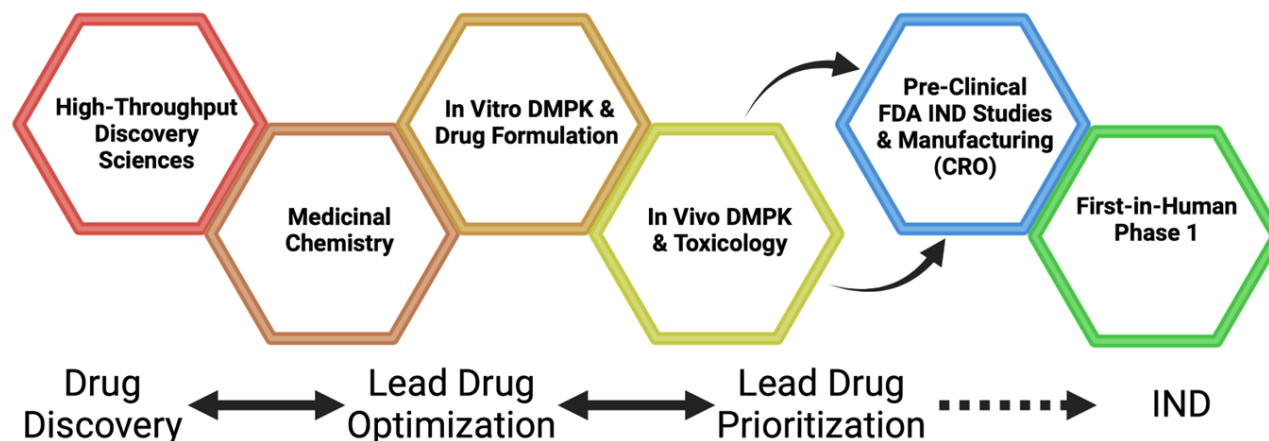 High-Throughput
Discovery
Sciences
Medicinal
Chemistry
In Vitro DMPK &
Drug Formulation
In Vivo DMPK
& Toxicology
Pre-Clinical
FDA IND Studies
& Manufacturing
(CRO)
First-in-Human
Phase 1
Drug
Discovery
Lead Drug
Optimization
Lead Drug
Prioritization
IND